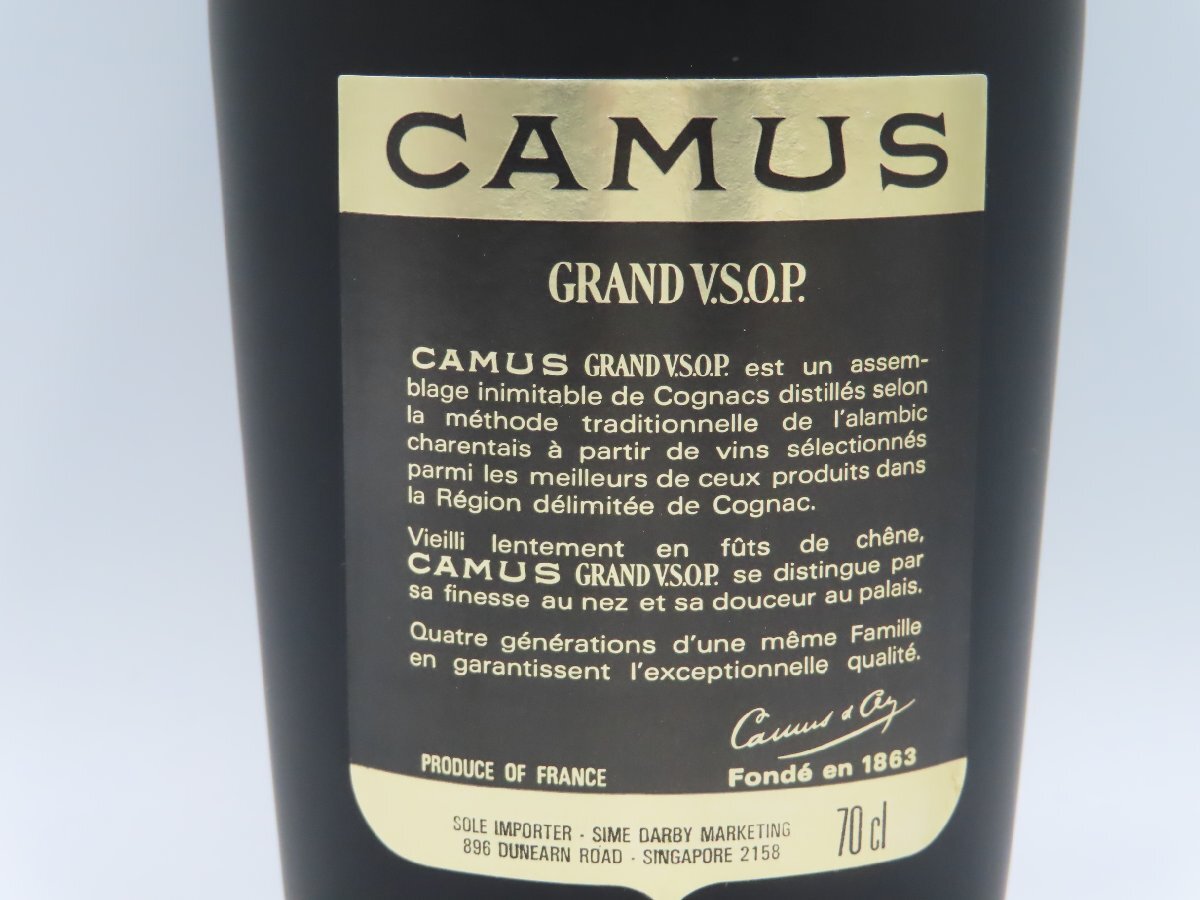 CAMUS
GRAND V.S.O.P.
CAMUS GRAND V.S.O.P. est un assem-
blage inimitable de Cognacs distillés selon
la méthode traditionnelle de l'alambic
charentais à partir de vins sélectionnés
parmi les meilleurs de ceux produits dans
la Région délimitée de Cognac.
Vieilli lentement en fûts de chêne,
CAMUS GRAND V.S.O.P. se distingue par
sa finesse au nez et sa douceur au palais.
Quatre générations d'une même Famille
en garantissent l'exceptionnelle qualité.
Camus & Co
PRODUCE OF FRANCE
Fondé en 1863
SOLE IMPORTER - SIME DARBY MARKETING
896 DUNEARN ROAD - SINGAPORE 2158
70 cl